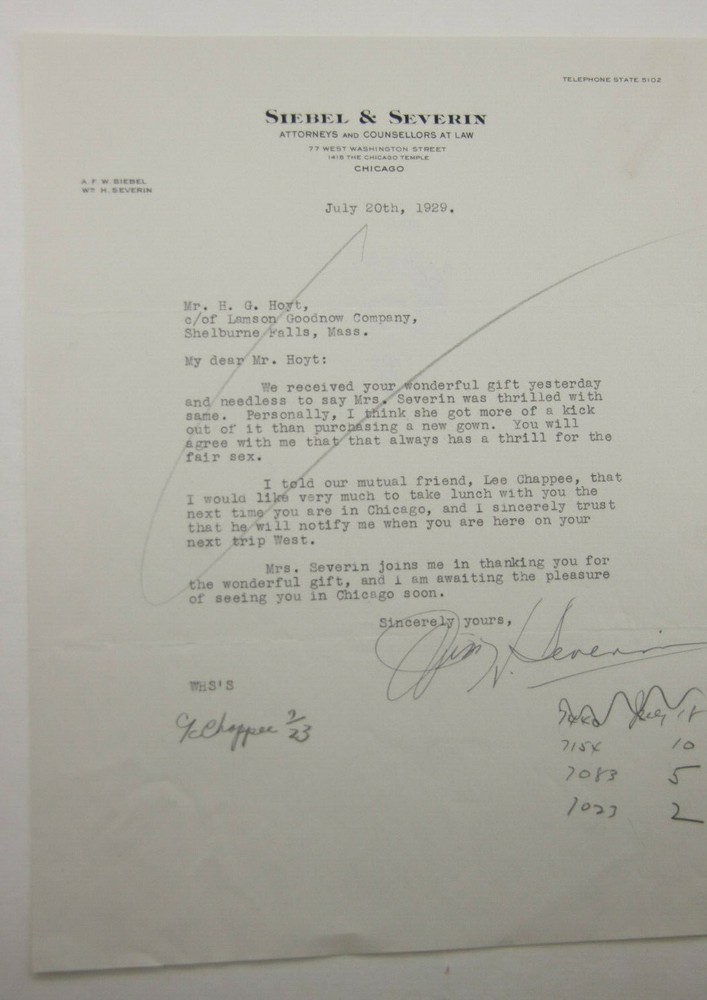 TELEPHONE STATE 5102
SIEBEL & SEVERIN
ATTORNEYS AND COUNSELLORS AT LAW
77 WEST WASHINGTON STREET
1418 THE CHICAGO TEMPLE
CHICAGO
A. F. W. SIEBEL
WM H. SEVERIN
July 20th, 1929.
Mr. H. G. Hoyt,
c/of Lamson Goodnow Company,
Shelburne Falls, Mass.
My dear Mr. Hoyt:
We received your wonderful gift yesterday
and needless to say Mrs. Severin was thrilled with
same. Personally, I think she got more of a kick
out of it than purchasing a new gown. You will
agree with me that that always has a thrill for the
fair sex.
I told our mutual friend, Lee Chappee, that
I would like very much to take lunch with you the
next time you are in Chicago, and I sincerely trust
that he will notify me when you are here on your
next trip West.
Mrs. Severin joins me in thanking you for
the wonderful gift, and I am awaiting the pleasure
of seeing you in Chicago soon.
Sincerely yours,
H. Severin
WHS'S
Chappee 7/23
7154 10
7083 5
7023 2